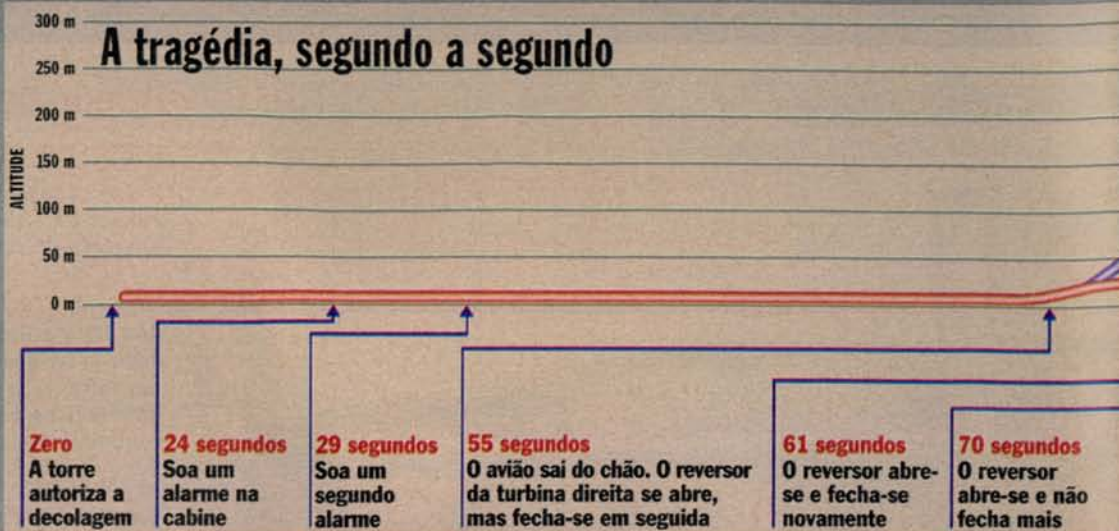 A tragédia, segundo a segundo
ALTITUDE
300 m
250 m
200 m
150 m
100 m
50 m
0 m
Zero
A torre
autoriza a
decolagem
24 segundos
Soa um
alarme na
cabine
29 segundos
Soa um
segundo
alarme
55 segundos
O avião sai do chão. O reversor
da turbina direita se abre,
mas fecha-se em seguida
61 segundos
O reversor abre-
se e fecha-se
novamente
70 segundos
O reversor
abre-se e não
fecha mais